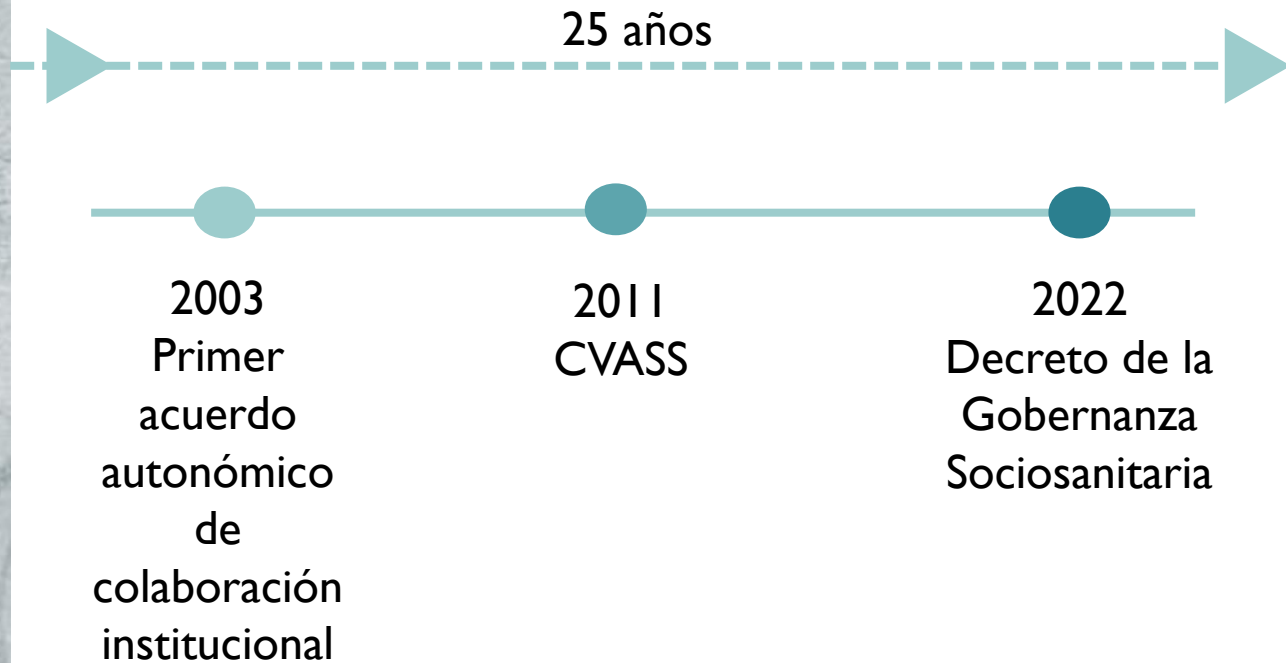 25 años
2003
Primer
acuerdo
autonómico
de
colaboración
institucional
2011
CVASS
2022
Decreto de la
Gobernanza
Sociosanitaria